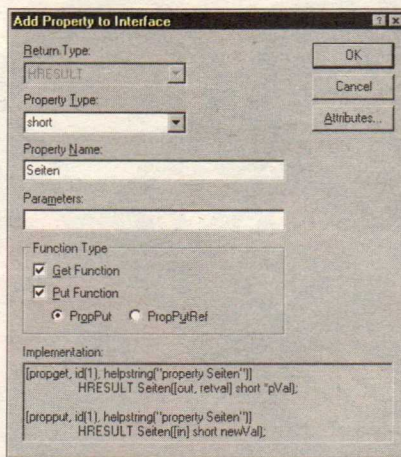 Add Property to Interface
? ×
Return Type:
HRESULT
Property Type:
short
Property Name:
Seiten
Parameters:
Function Type
Get Function
Put Function
PropPut
PropPutRef
Implementation:
[propget, id(1), helpstring("property Seiten")]
HRESULT Seiten([out, retval] short *pVal);
[propput, id(1), helpstring("property Seiten")]
HRESULT Seiten([in] short newVal);
OK
Cancel
Attributes...